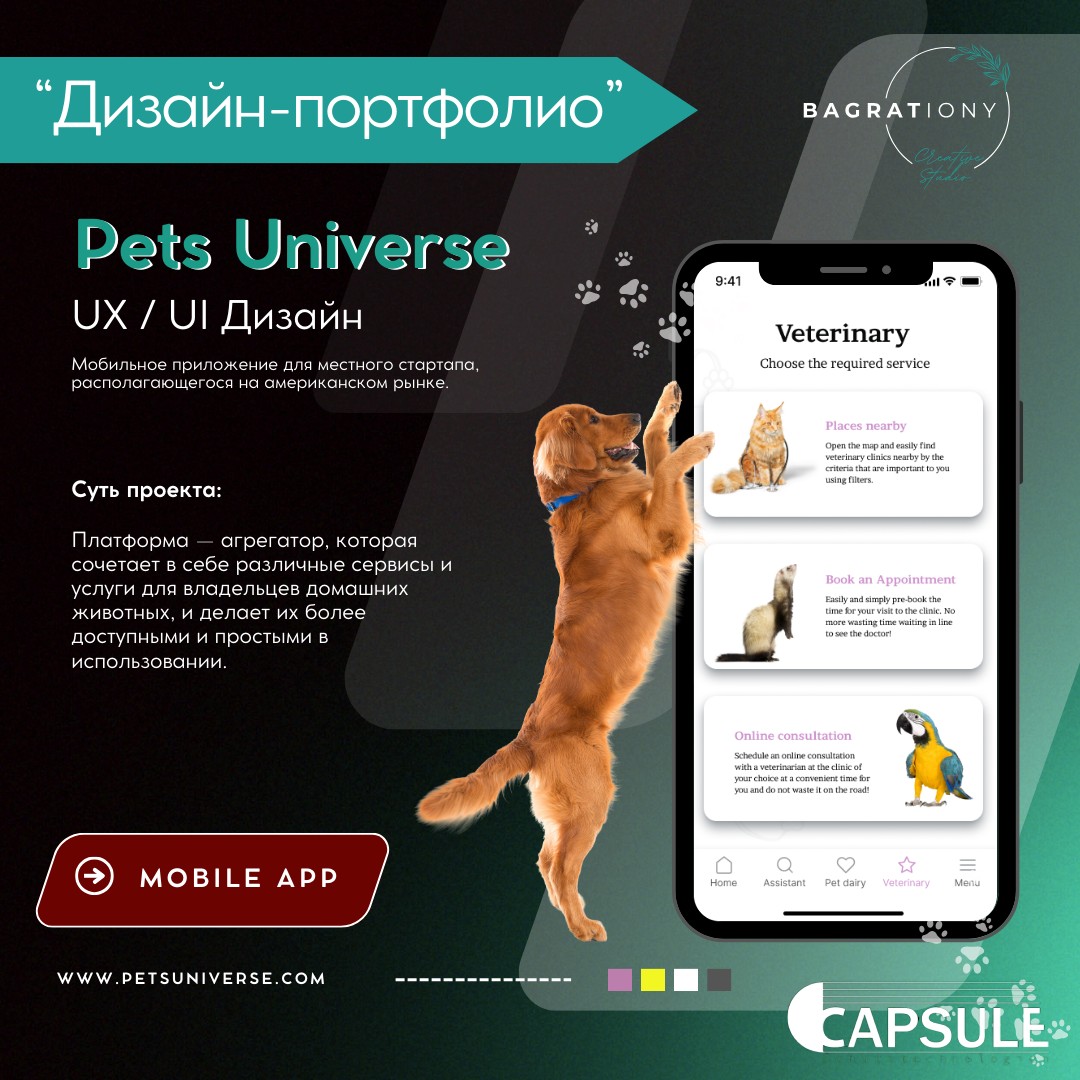 “Дизайн-портфолио”
BAGRATIONY
Creative
Studio
Pets Universe
UX / UI Дизайн
Мобильное приложение для местного стартапа,
располагающегося на американском рынке.
Суть проекта:
Платформа — агрегатор, которая
сочетает в себе различные сервисы и
услуги для владельцев домашних
животных, и делает их более
доступными и простыми в
использовании.
MOBILE APP
WWW.PETSUNIVERSE.COM
9:41
Veterinary
Choose the required service
Places nearby
Open the map and easily find
veterinary clinics nearby by the
criteria that are important to you
using filters.
Book an Appointment
Easily and simply pre-book the
time for your visit to the clinic. No
more wasting time waiting in line
to see the doctor!
Online consultation
Schedule an online consultation
with a veterinarian at the clinic of
your choice at a convenient time for
you and do not waste it on the road!
Home Assistant Pet dairy Veterinary Menu
CAPSULE